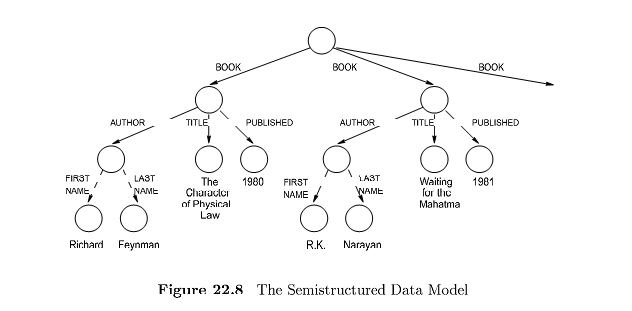 BOOK
BOOK
BOOK
AUTHOR
TITLE
PUBLISHED
AUTHOR
TITLE
PUBLISHED
FIRST
NAME
LAST
NAME
The
Character
of Physical
Law
1980
FIRST
NAME
LAST
NAME
Waiting
for the
Mahatma
1981
Richard
Feynman
R.K.
Narayan
Figure 22.8 The Semistructured Data Model